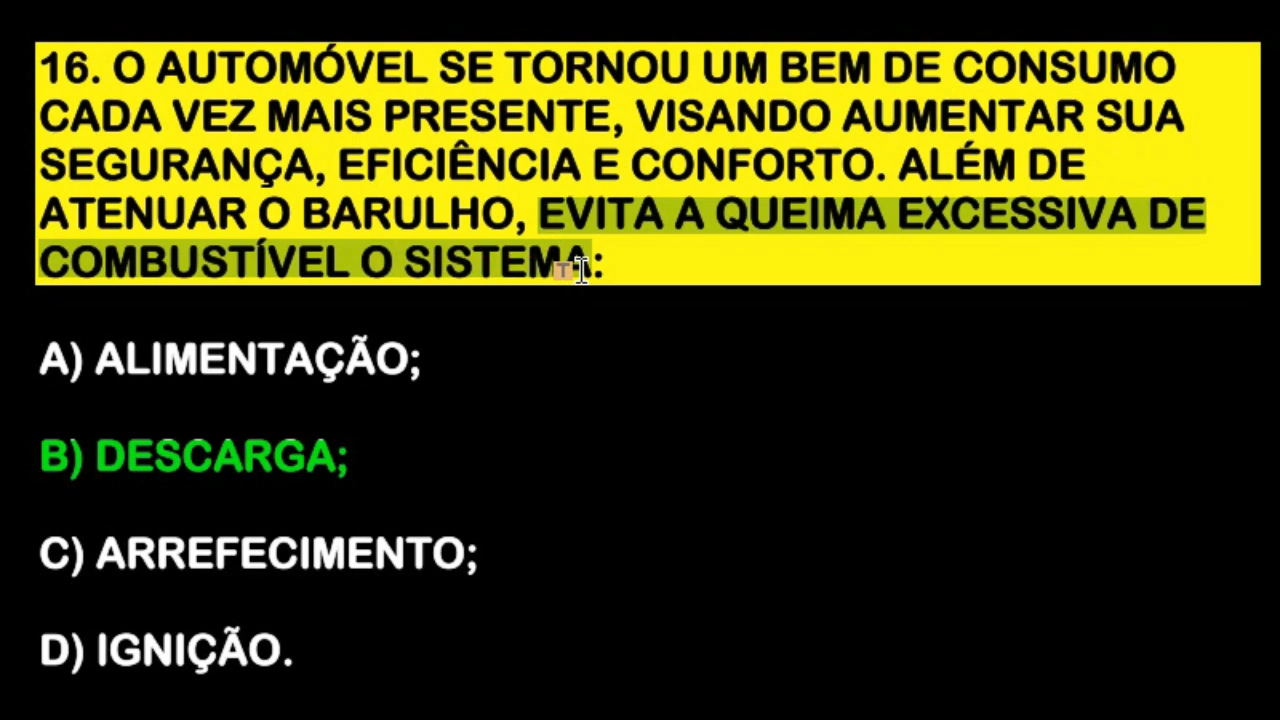 16. O AUTOMÓVEL SE TORNOU UM BEM DE CONSUMO
CADA VEZ MAIS PRESENTE, VISANDO AUMENTAR SUA
SEGURANÇA, EFICIÊNCIA E CONFORTO. ALÉM DE
ATENUAR O BARULHO, EVITA A QUEIMA EXCESSIVA DE
COMBUSTÍVEL O SISTEMA:
A) ALIMENTAÇÃO;
B) DESCARGA;
C) ARREFECIMENTO;
D) IGNIÇÃO.